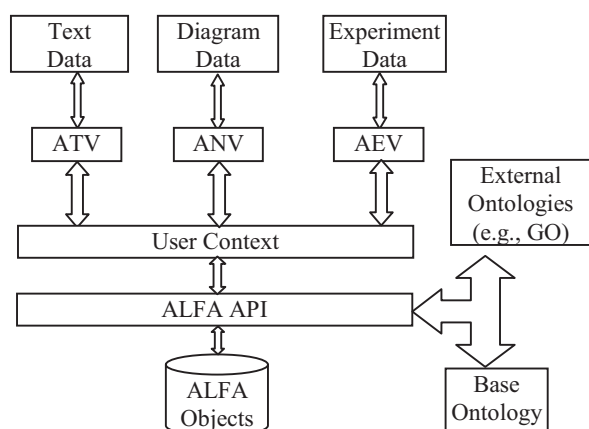 Text
Data
Diagram
Data
Experiment
Data
ATV
ANV
AEV
External
Ontologies
(e.g., GO)
User Context
ALFA API
ALFA
Objects
Base
Ontology